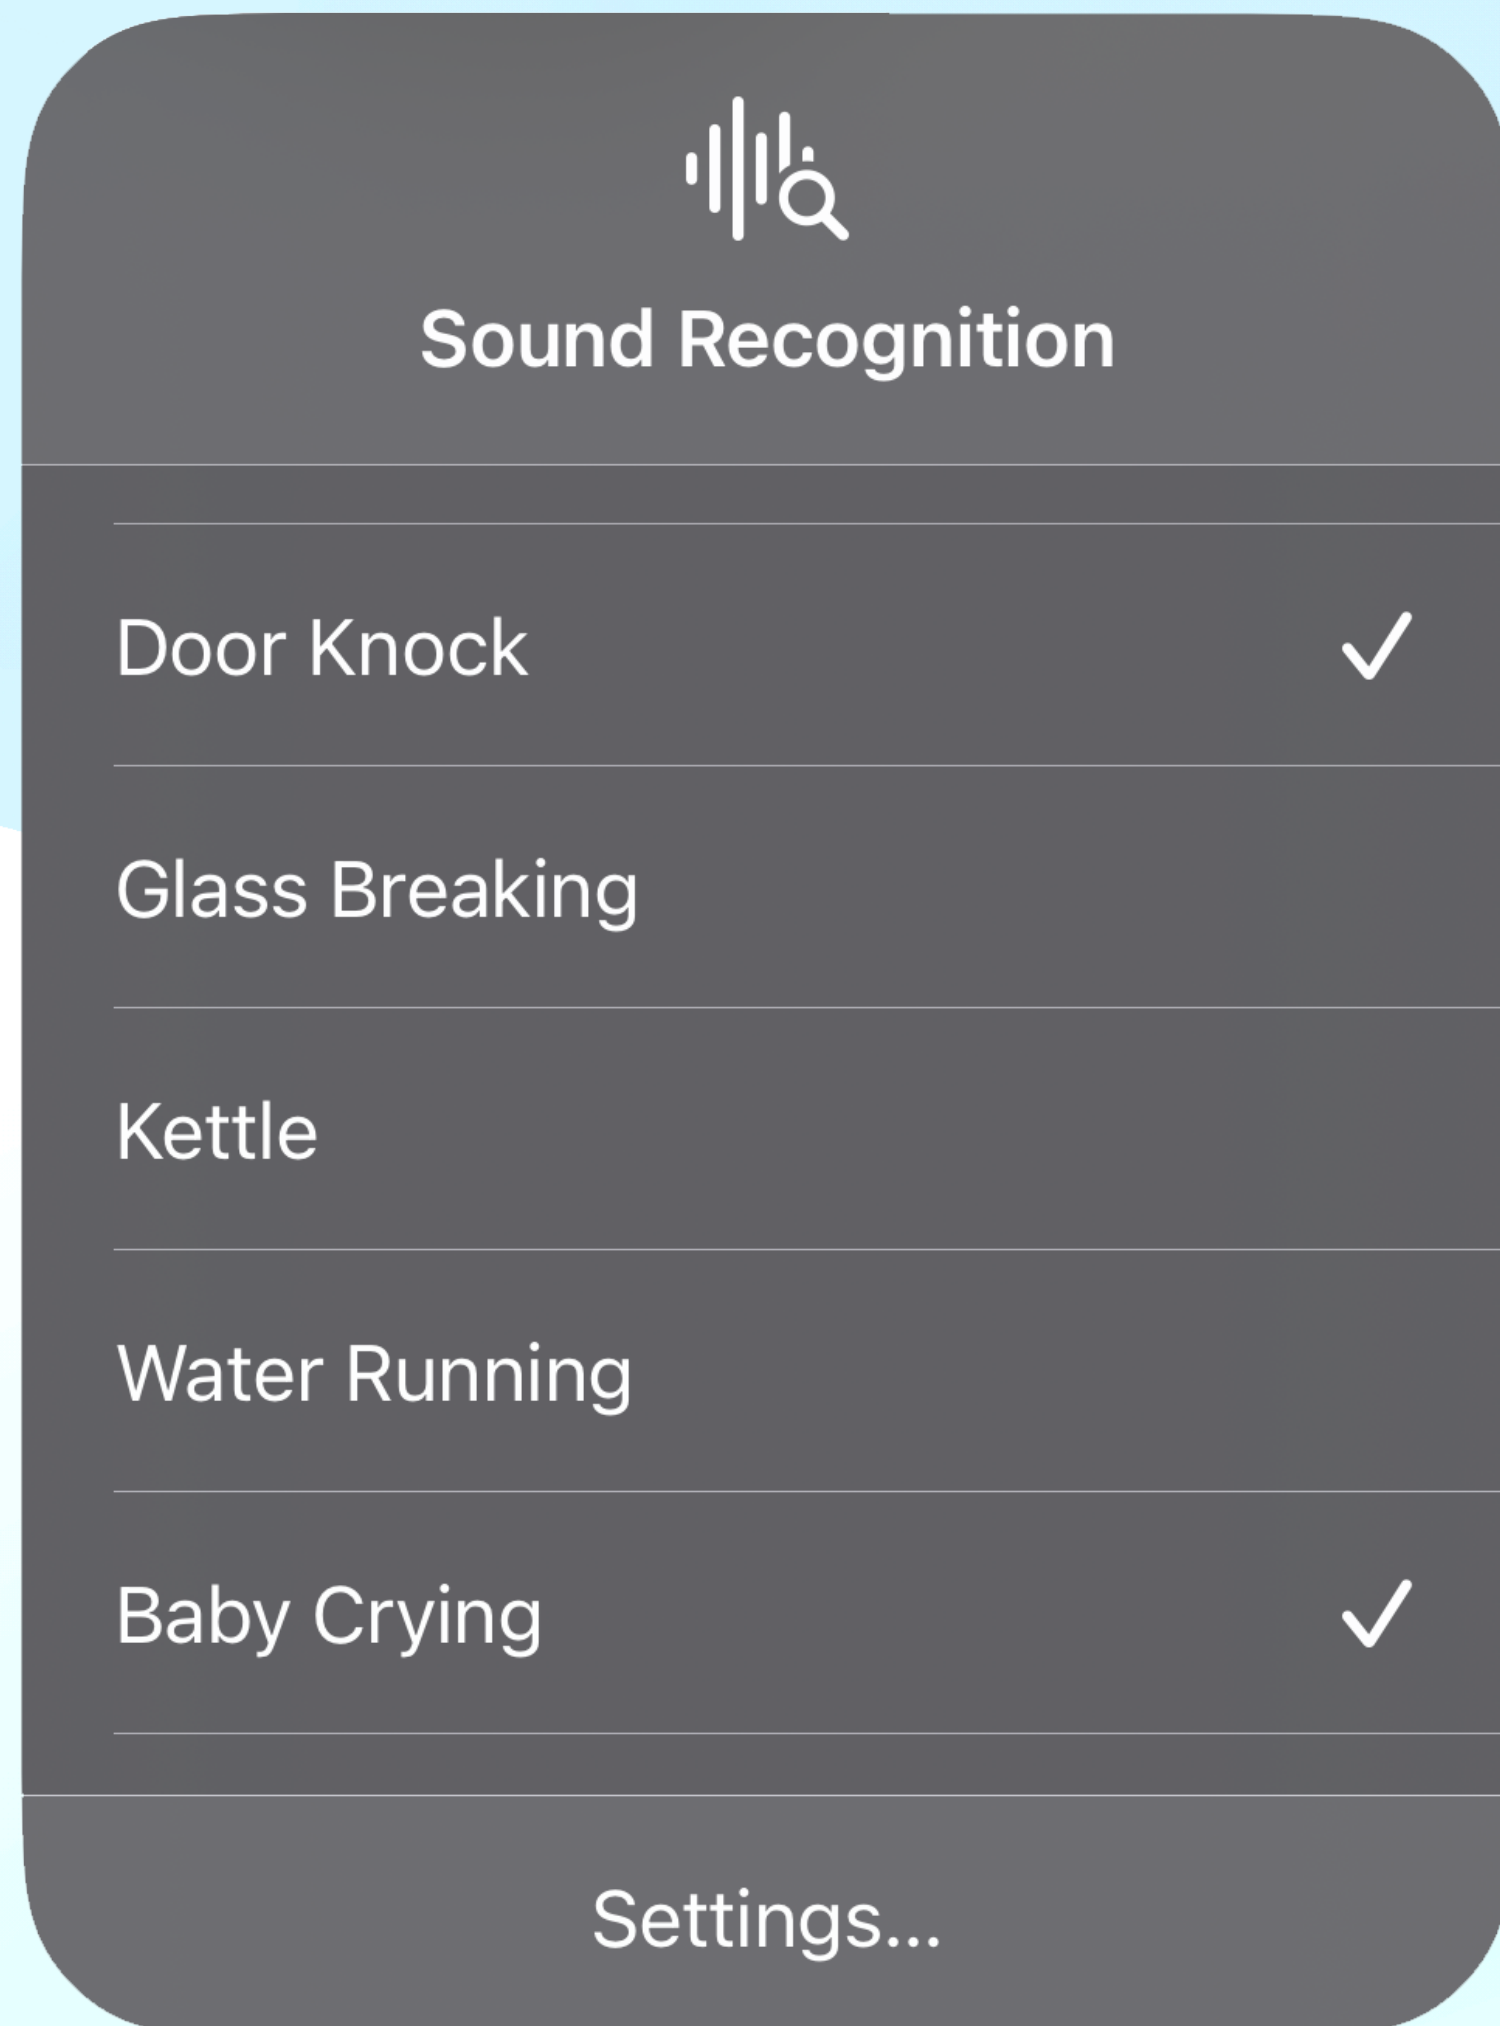 Sound Recognition
Door Knock
Glass Breaking
Kettle
Water Running
Baby Crying
Settings...